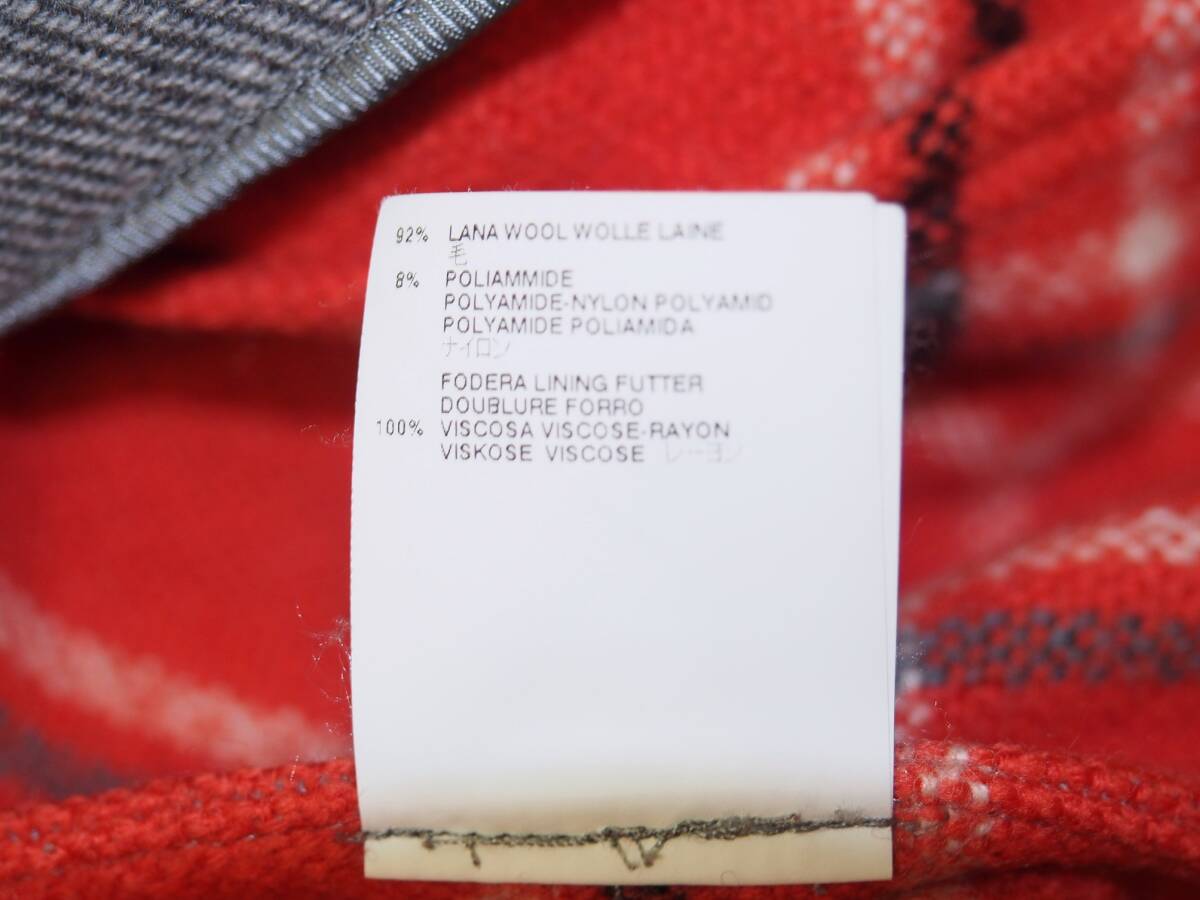 92% LANA WOOL WOLLE LAINE
毛
8% POLIAMMIDE
POLYAMIDE-NYLON POLYAMID
POLYAMIDE POLIAMIDA
ナイロン
FODERA LINING FUTTER
DOUBLURE FORRO
100% VISCOSA VISCOSE-RAYON
VISKOSE VISCOSE レーヨン